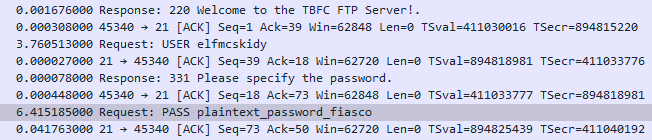 0.001676000 Response: 220 Welcome to the TBFC FTP Server!.
0.000308000 45340 → 21 [ACK] Seq=1 Ack=39 Win=62848 Len=0 TSval=411030016 TSecr=894815220
3.760513000 Request: USER elfmcskidy
0.000027000 21 → 45340 [ACK] Seq=39 Ack=18 Win=62720 Len=0 TSval=894818981 TSecr=411033776
0.000078000 Response: 331 Please specify the password.
0.000448000 45340 → 21 [ACK] Seq=18 Ack=73 Win=62848 Len=0 TSval=411033777 TSecr=894818981
6.415185000 Request: PASS plaintext_password_fiasco
0.041763000 21 → 45340 [ACK] Seq=73 Ack=50 Win=62720 Len=0 TSval=894825439 TSecr=411040192